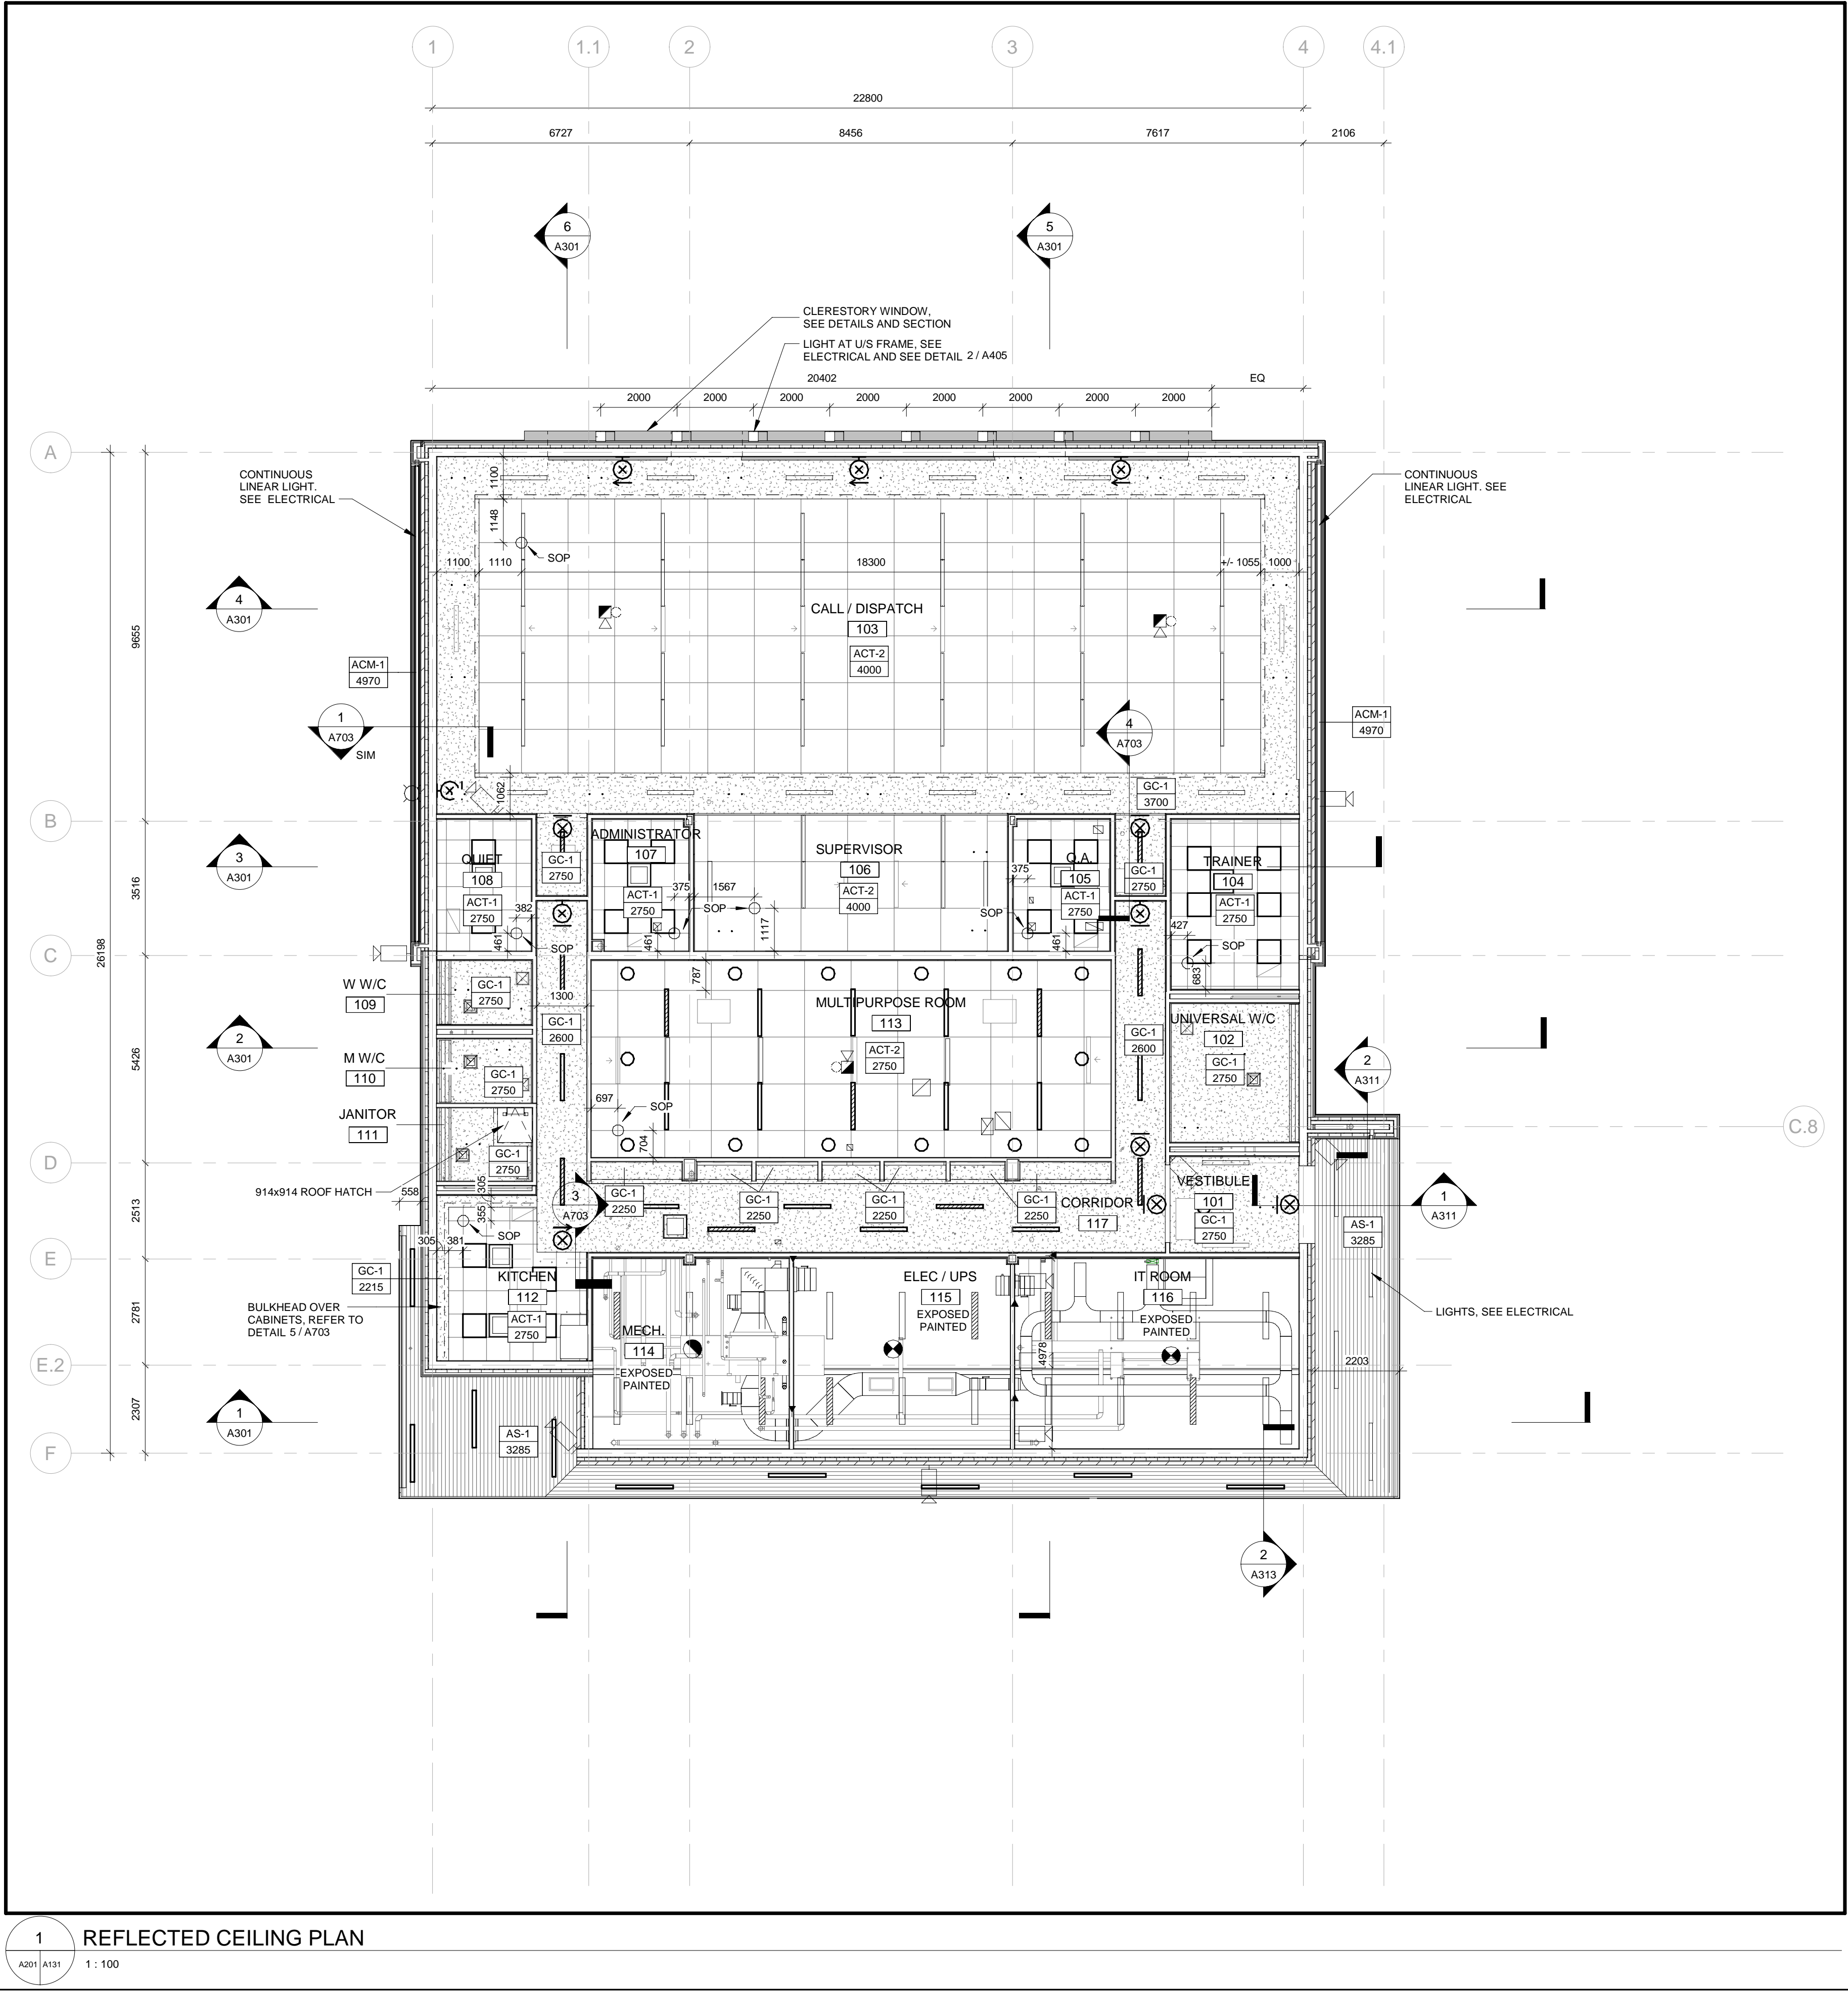 1
1.1
2
3
4
4.1
22800
6727
8456
7617
2106
6
A301
5
A301
CLERESTORY WINDOW,
SEE DETAILS AND SECTION
LIGHT AT U/S FRAME, SEE
ELECTRICAL AND SEE DETAIL 2 / A405
20402
EQ
2000
2000
2000
2000
2000
2000
2000
2000
A
CONTINUOUS
LINEAR LIGHT.
SEE ELECTRICAL
CONTINUOUS
LINEAR LIGHT. SEE
ELECTRICAL
1100
1148
SOP
1100
1110
18300
+/- 1055
1000
4
A301
CALL / DISPATCH
103
ACT-2
4000
9655
ACM-1
4970
ACM-1
4970
1
A703
SIM
4
A703
1062
GC-1
3700
B
3
A301
3516
QUIET
108
ACT-1
2750
382
461
SOP
GC-1
2750
ADMINISTRATOR
107
ACT-1
2750
375
461
SOP
1567
1117
SUPERVISOR
106
ACT-2
4000
Q.A.
105
ACT-1
2750
375
461
SOP
GC-1
2750
TRAINER
104
ACT-1
2750
427
683
SOP
C
26198
W W/C
109
GC-1
2750
1300
GC-1
2600
787
MULTIPURPOSE ROOM
113
ACT-2
2750
697
704
SOP
GC-1
2600
UNIVERSAL W/C
102
GC-1
2750
2
A301
5426
M W/C
110
GC-1
2750
JANITOR
111
GC-1
2750
2
A311
C.8
D
914x914 ROOF HATCH
558
305
355
3
A703
GC-1
2250
GC-1
2250
GC-1
2250
GC-1
2250
CORRIDOR
117
VESTIBULE
101
GC-1
2750
1
A311
AS-1
3285
2513
305
381
SOP
E
GC-1
2215
KITCHEN
112
ACT-1
2750
BULKHEAD OVER
CABINETS, REFER TO
DETAIL 5 / A703
2781
MECH.
114
EXPOSED
PAINTED
ELEC / UPS
115
EXPOSED
PAINTED
IT ROOM
116
EXPOSED
PAINTED
4978
LIGHTS, SEE ELECTRICAL
E.2
2203
2307
1
A301
AS-1
3285
F
2
A313
1
A201
A131
REFLECTED CEILING PLAN
1 : 100